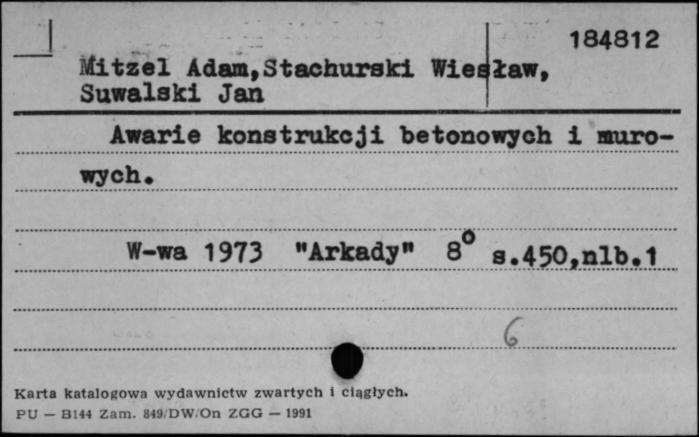 184812
Mitzel Adam,Stachurski Wiesław,
Suwalski Jan
Awarie konstrukcji betonowych i muro-
wych.
W-wa 1973 "Arkady" 8° s.450,nlb.1
6
Karta katalogowa wydawnictw zwartych i ciągłych.
PU — B144 Zam. 849/DW/On ZGG — 1991